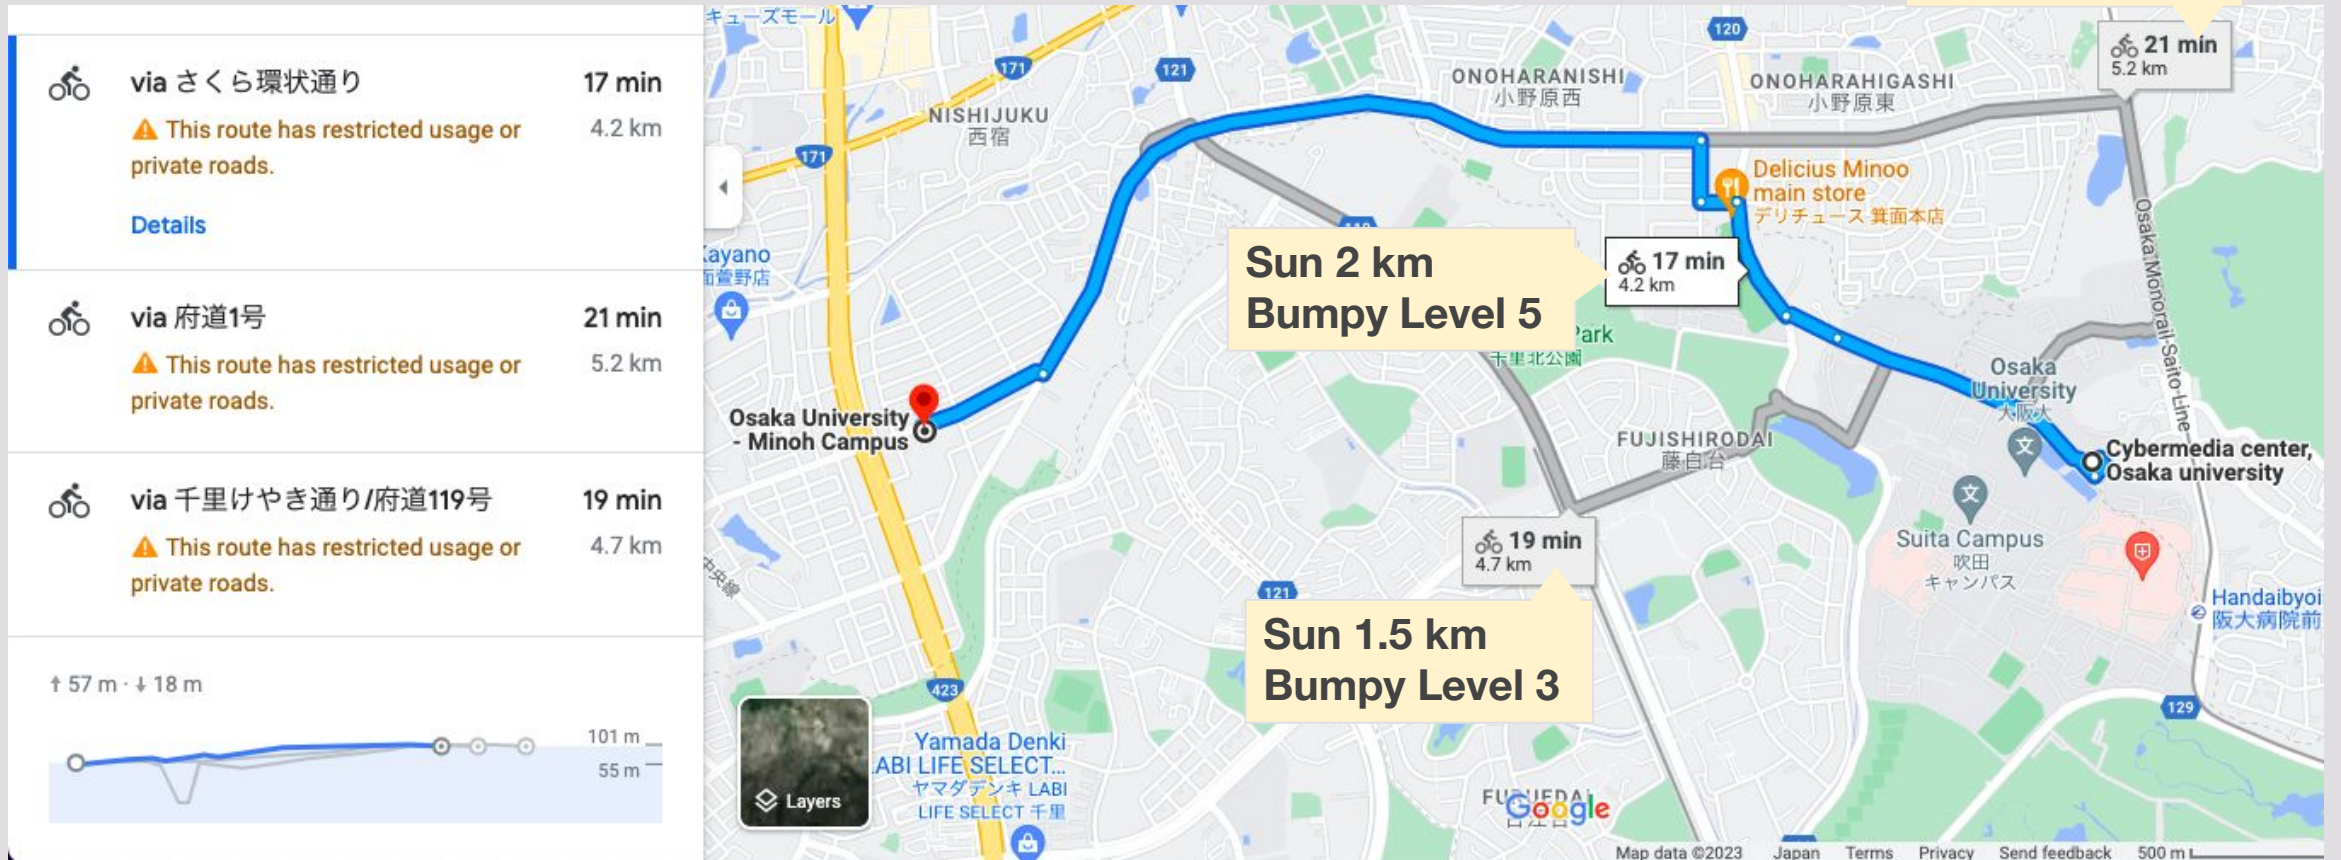 via さくら環状通り
17 min
This route has restricted usage or
4.2 km
private roads.
Details
via 府道1号
21 min
This route has restricted usage or
5.2 km
private roads.
via 千里けやき通り/府道119号
19 min
This route has restricted usage or
4.7 km
private roads.
57 m · 18 m
101 m
55 m
キューズモール
171
121
120
171
NISHIJUKU
西宿
ONOHARANISHI
小野原西
ONOHARAHIGASHI
小野原東
21 min
5.2 km
Delicius Minoo
main store
デリチュース 箕面本店
Osaka Monorail Saito Line
Sun 2 km
Bumpy Level 5
17 min
4.2 km
Park
千里北公園
Osaka
University
Osaka University
- Minoh Campus
FUJISHIRODAI
藤白台
Cybermedia center,
Osaka university
19 min
4.7 km
Suita Campus
吹田
キャンパス
121
Sun 1.5 km
Bumpy Level 3
Handaibyoi
阪大病院前
423
129
Yamada Denki
LABI LIFE SELECT...
ヤマダデンキ LABI
LIFE SELECT 千里
Layers
Google
Map data ©2023
Japan
Terms
Privacy
Send feedback
500 m